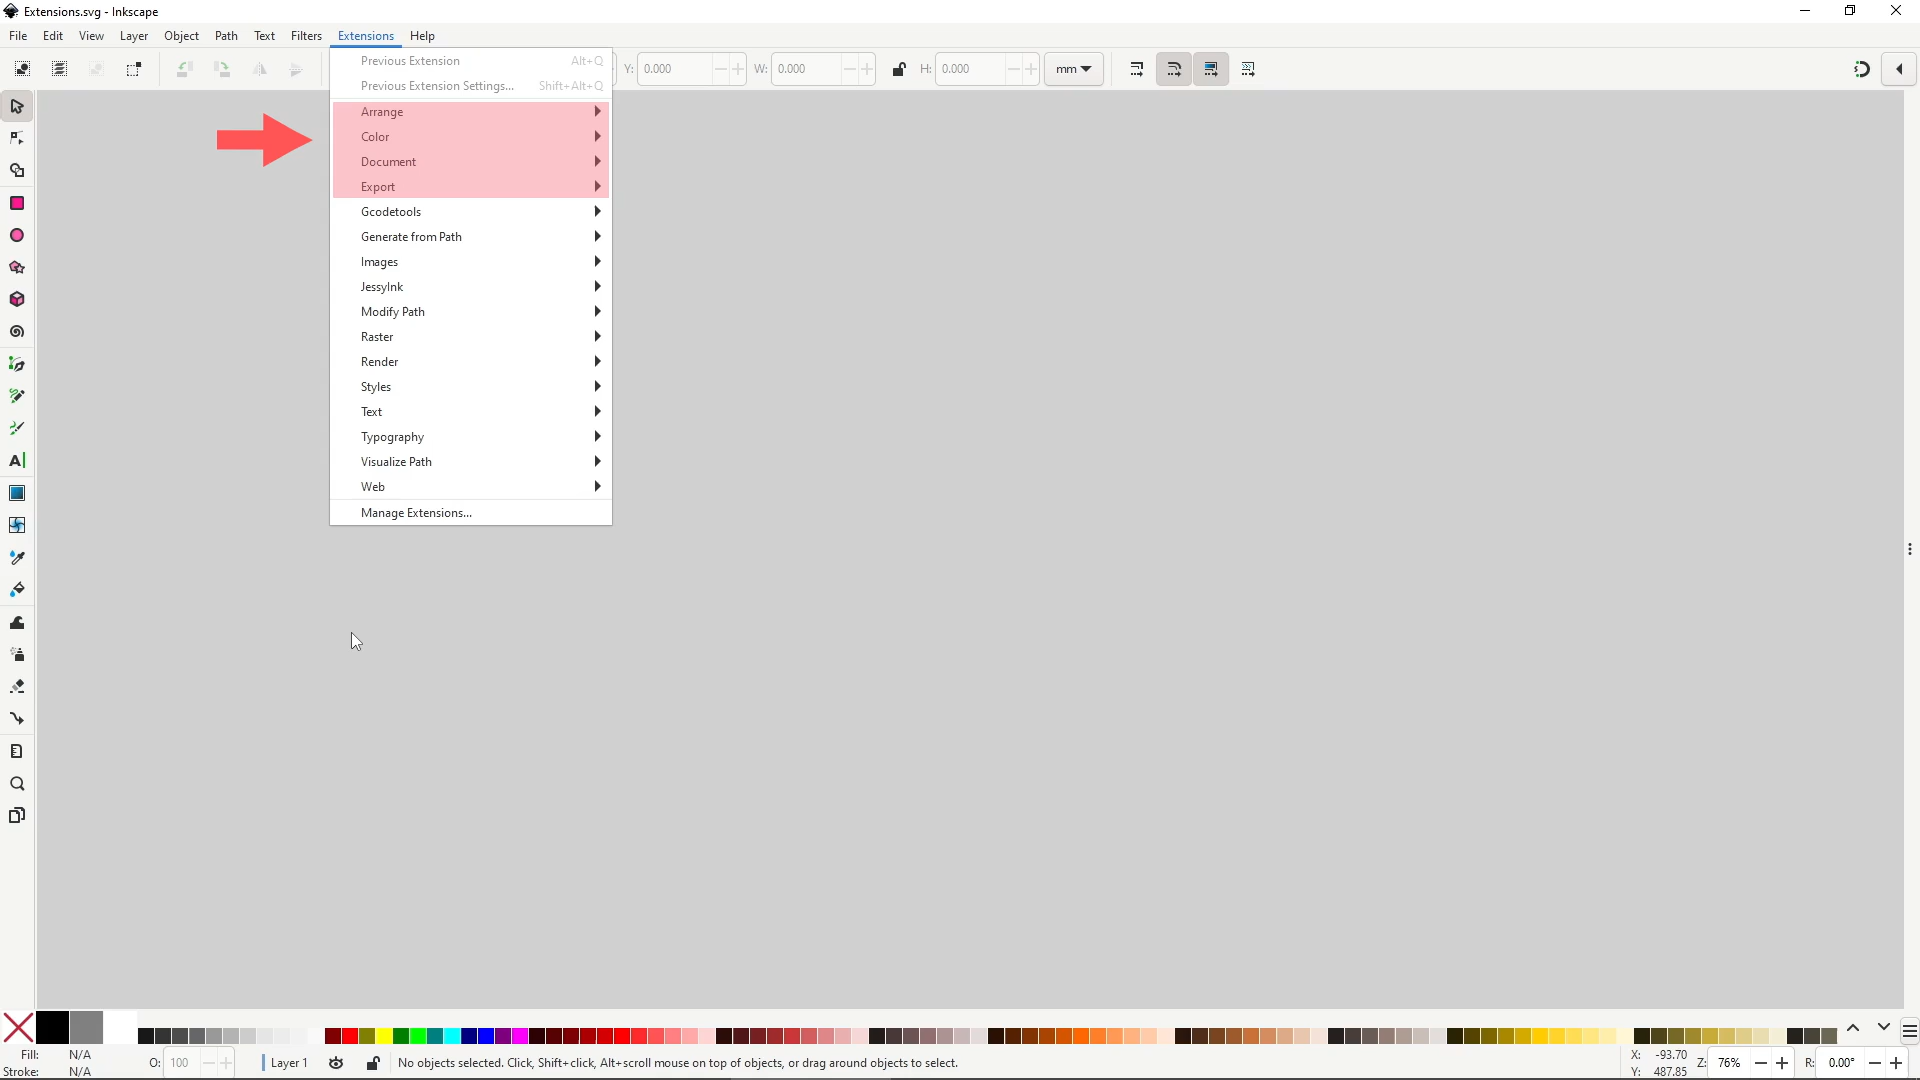 Extensions.svg - Inkscape
File Edit View Layer Object Path Text Filters Extensions Help
Y: 0.000 W: 0.000 H: 0.000 mm
Previous Extension Alt+Q
Previous Extension Settings... Shift+Alt+Q
Arrange
Color
Document
Export
Gcodetools
Generate from Path
Images
JessyInk
Modify Path
Raster
Render
Styles
Text
Typography
Visualize Path
Web
Manage Extensions...
Fill: N/A
Stroke: N/A
O: 100
Layer 1
No objects selected. Click, Shift+click, Alt+scroll mouse on top of objects, or drag around objects to select.
X: -93.70
Y: 487.85
Z: 76%
R: 0.00°